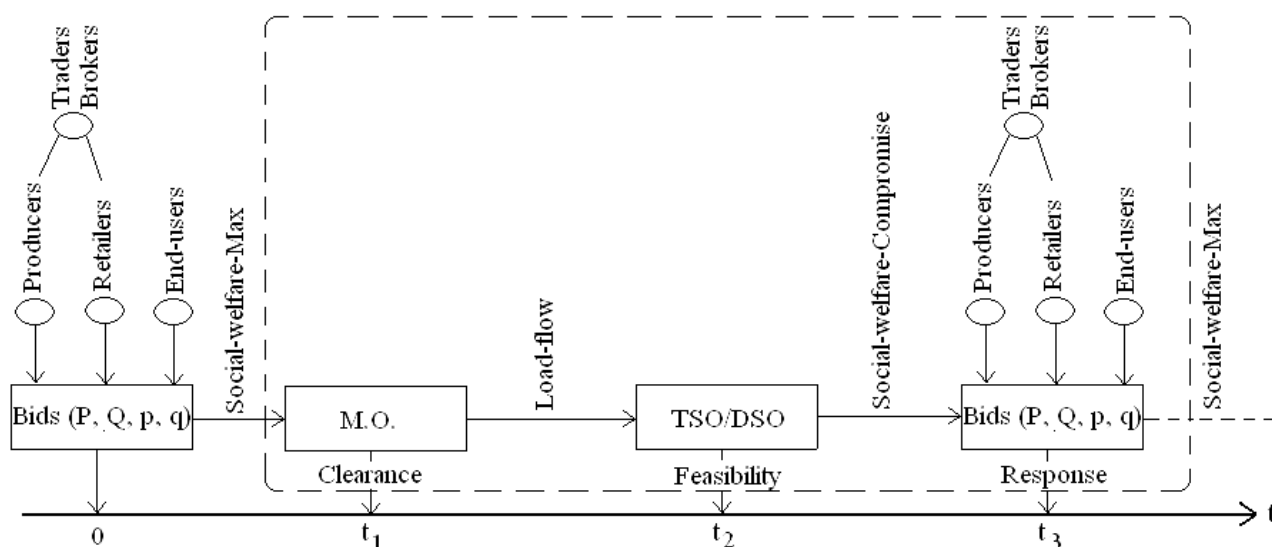 Traders
Brokers
Producers
Retailers
End-users
Social-welfare-Max
Bids (P, Q, p, q)
0
M.O.
Clearance
t1
Load-flow
TSO/DSO
Feasibility
t2
Social-welfare-Compromise
Traders
Brokers
Producers
Retailers
End-users
Bids (P, Q, p, q)
Response
t3
Social-welfare-Max
t